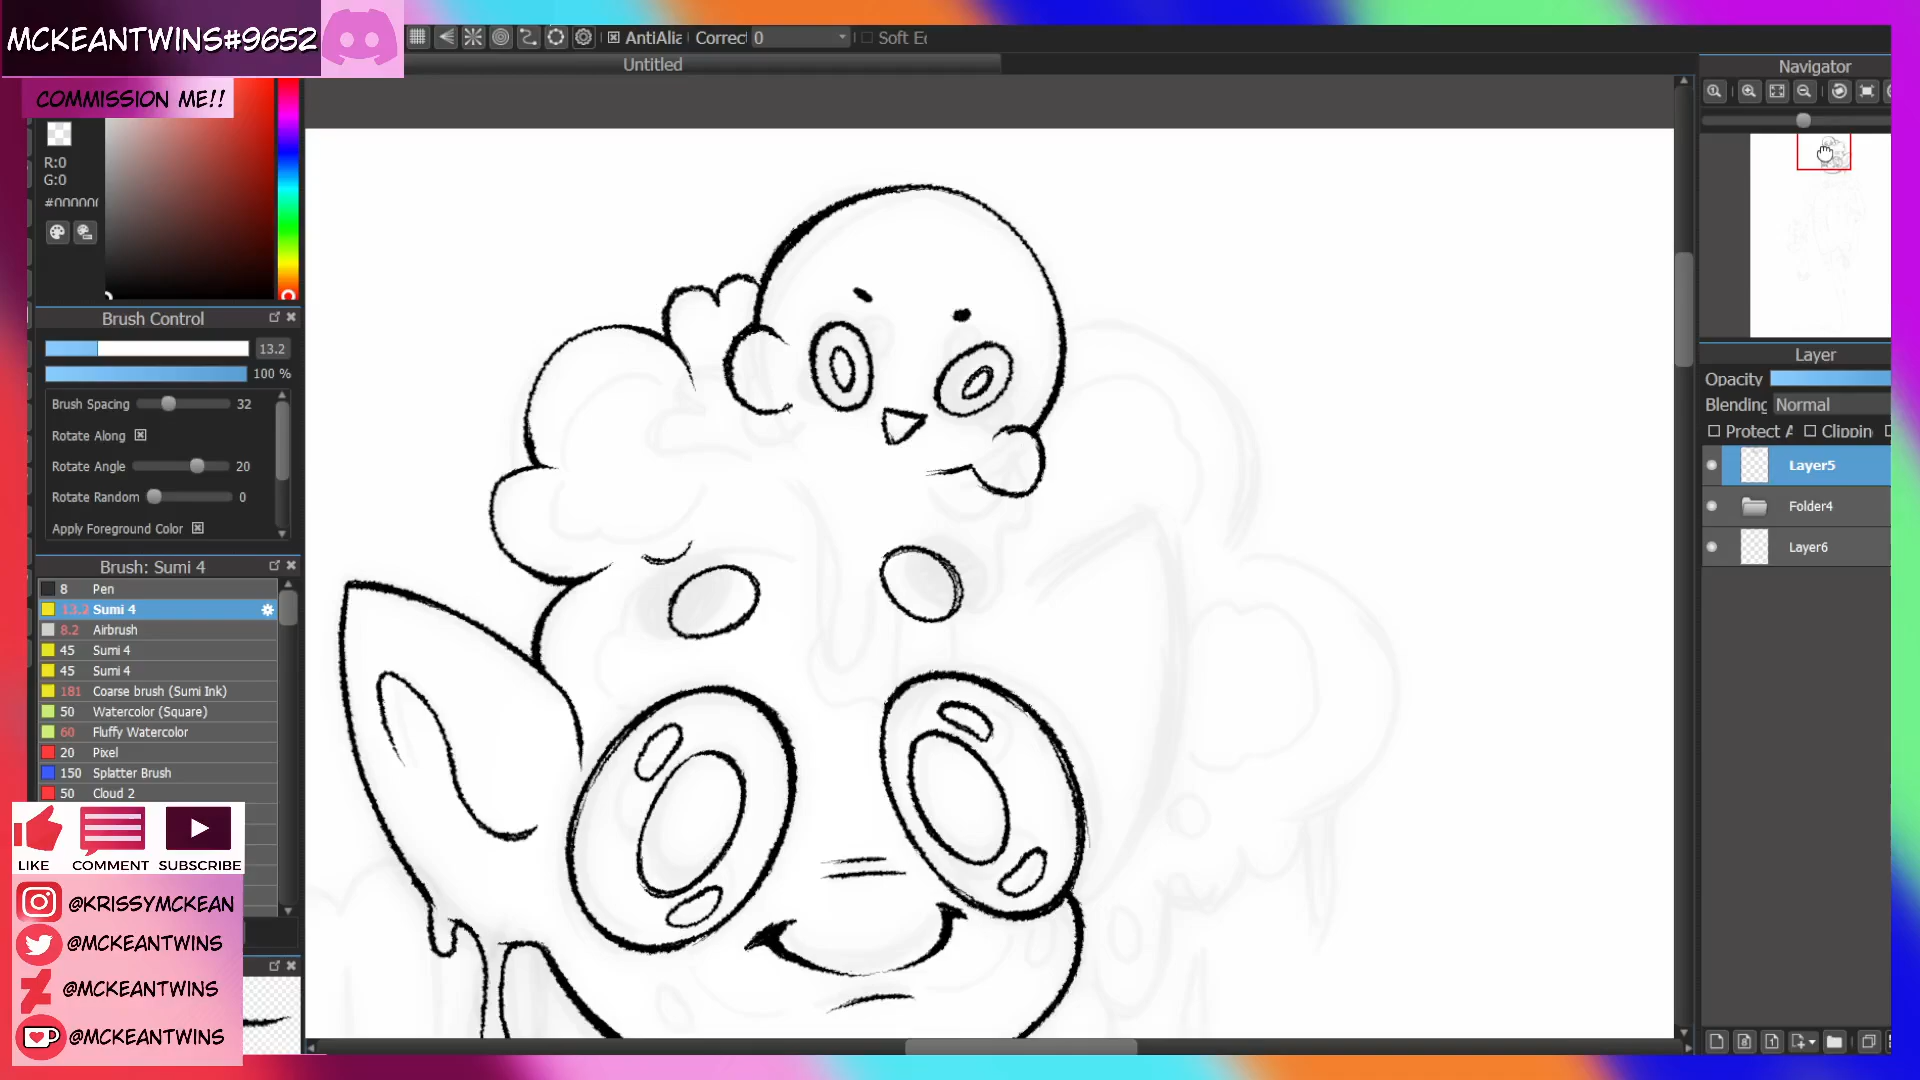 MCKEANTWINS#9652
COMMISSION ME!!
AntiAlia
Correct
0
Soft Ed
Untitled
Navigator
R:0
G:0
#000000
Brush Control
13.2
100 %
Brush Spacing
32
Rotate Along
Rotate Angle
20
Rotate Random
0
Apply Foreground Color
Brush: Sumi 4
8 Pen
13.2 Sumi 4
8.2 Airbrush
45 Sumi 4
45 Sumi 4
181 Coarse brush (Sumi Ink)
50 Watercolor (Square)
60 Fluffy Watercolor
20 Pixel
150 Splatter Brush
50 Cloud 2
LIKE
COMMENT
SUBSCRIBE
@KRISSYMCKEAN
@MCKEANTWINS
@MCKEANTWINS
@MCKEANTWINS
Layer
Opacity
Blending
Normal
Protect A
Clippin
Layer5
Folder4
Layer6